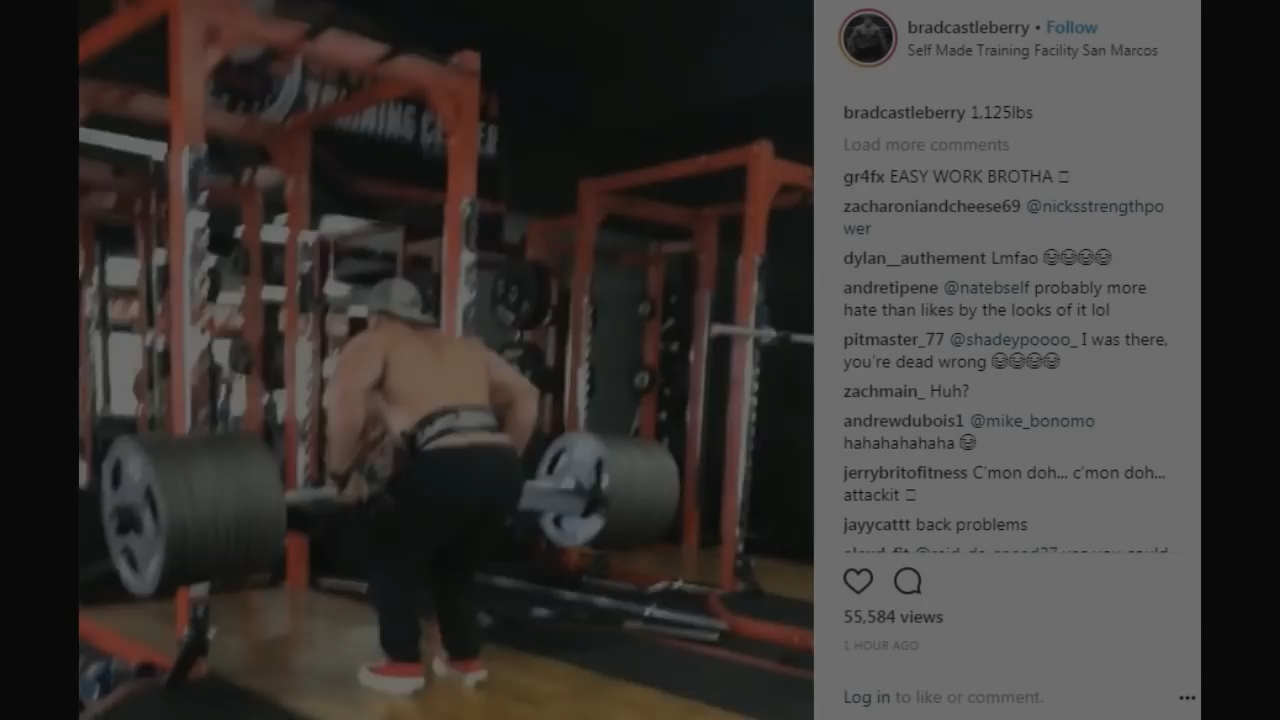 TRAINING CENTER
bradcastleberry • Follow
Self Made Training Facility San Marcos
bradcastleberry 1,125lbs
Load more comments
gr4fx EASY WORK BROTHA
zacharoniandcheese69 @nicksstrengthpo
wer
dylan__authement Lmfao 😂😂😂😂
andretipene @natebself probably more
hate than likes by the looks of it lol
pitmaster_77 @shadeypoooo_ I was there,
you're dead wrong 😂😂😂😂
zachmain_ Huh?
andrewdubois1 @mike_bonomo
hahahahahaha 😂
jerrybritofitness C'mon doh... c'mon doh...
attackit
jayycattt back problems
55,584 views
1 HOUR AGO
Log in to like or comment.